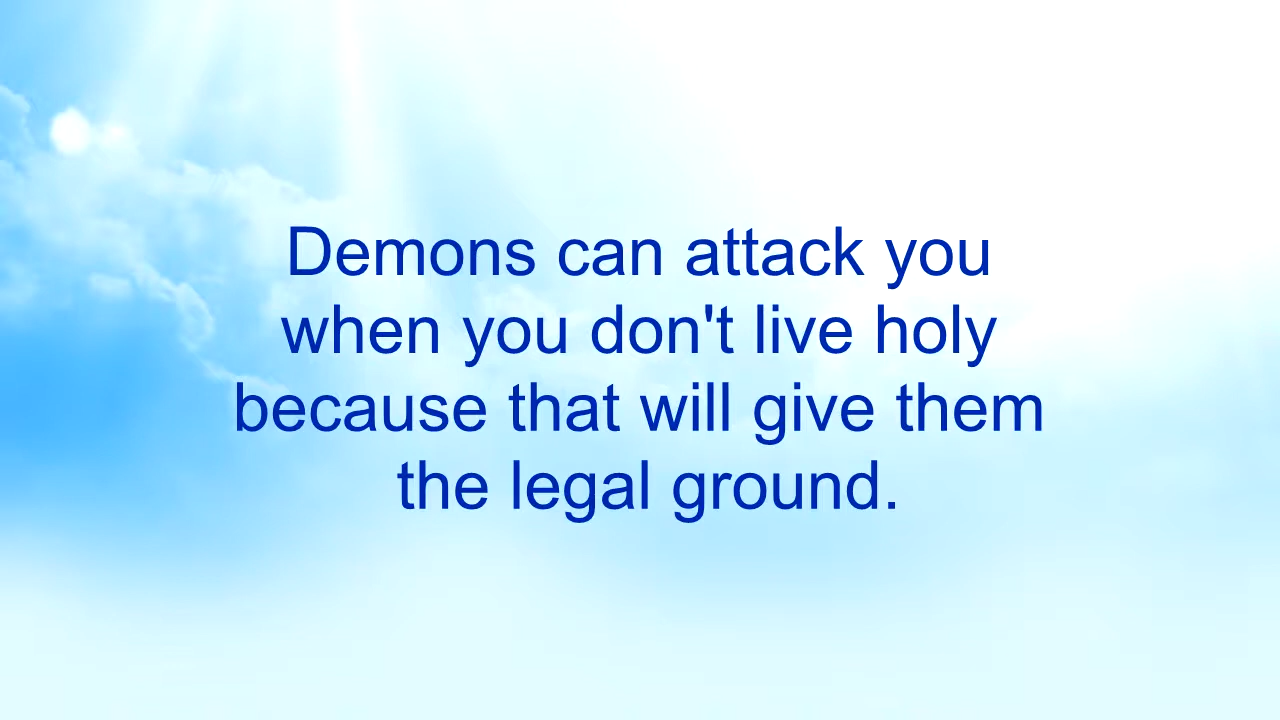 Demons can attack you
when you don't live holy
because that will give them
the legal ground.